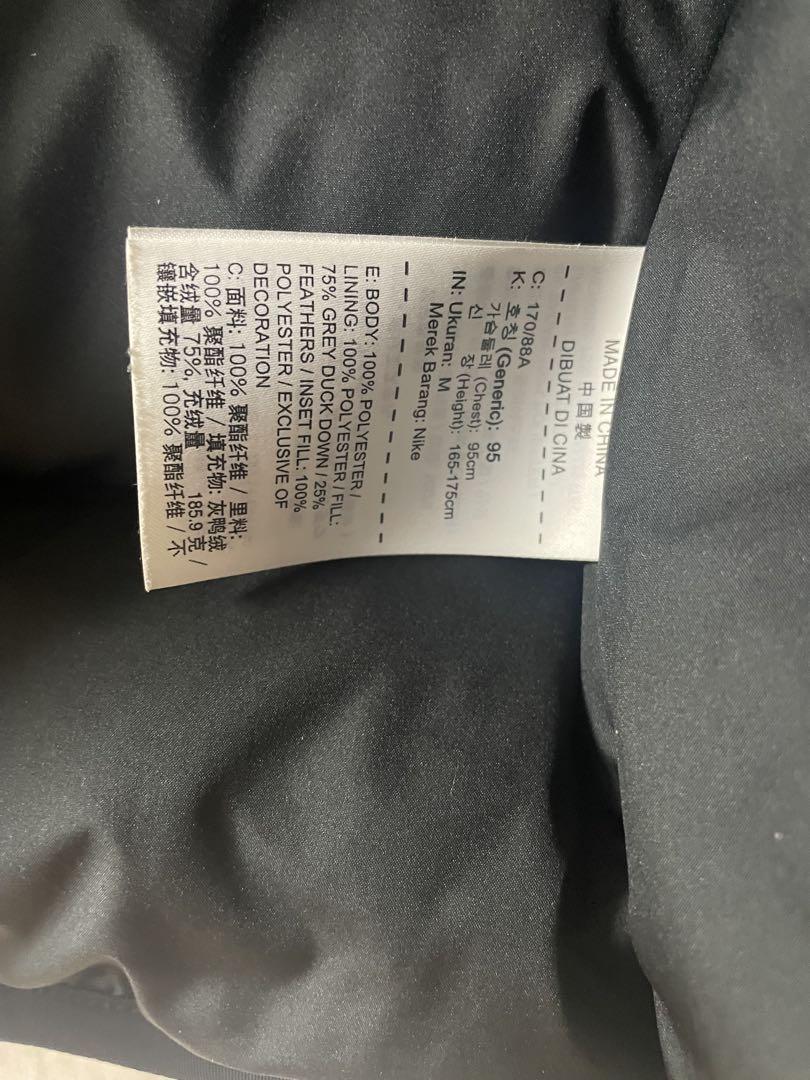 MADE IN CHINA
中国製
DIBUAT DI CINA
C: 170/88A
K: 호칭 (Generic): 95
가슴둘레 (Chest): 95cm
신 장 (Height): 165-175cm
IN: Ukuran: M
Merek Barang: Nike
E: BODY: 100% POLYESTER /
LINING: 100% POLYESTER / FILL:
75% GREY DUCK DOWN / 25%
FEATHERS / INSET FILL: 100%
POLYESTER / EXCLUSIVE OF
DECORATION
C: 面料: 100% 聚酯纤维 / 里料:
100% 聚酯纤维 / 填充物: 灰鸭绒
含绒量 75%, 充绒量 185.9 克 /
镶嵌填充物: 100% 聚酯纤维 / 不